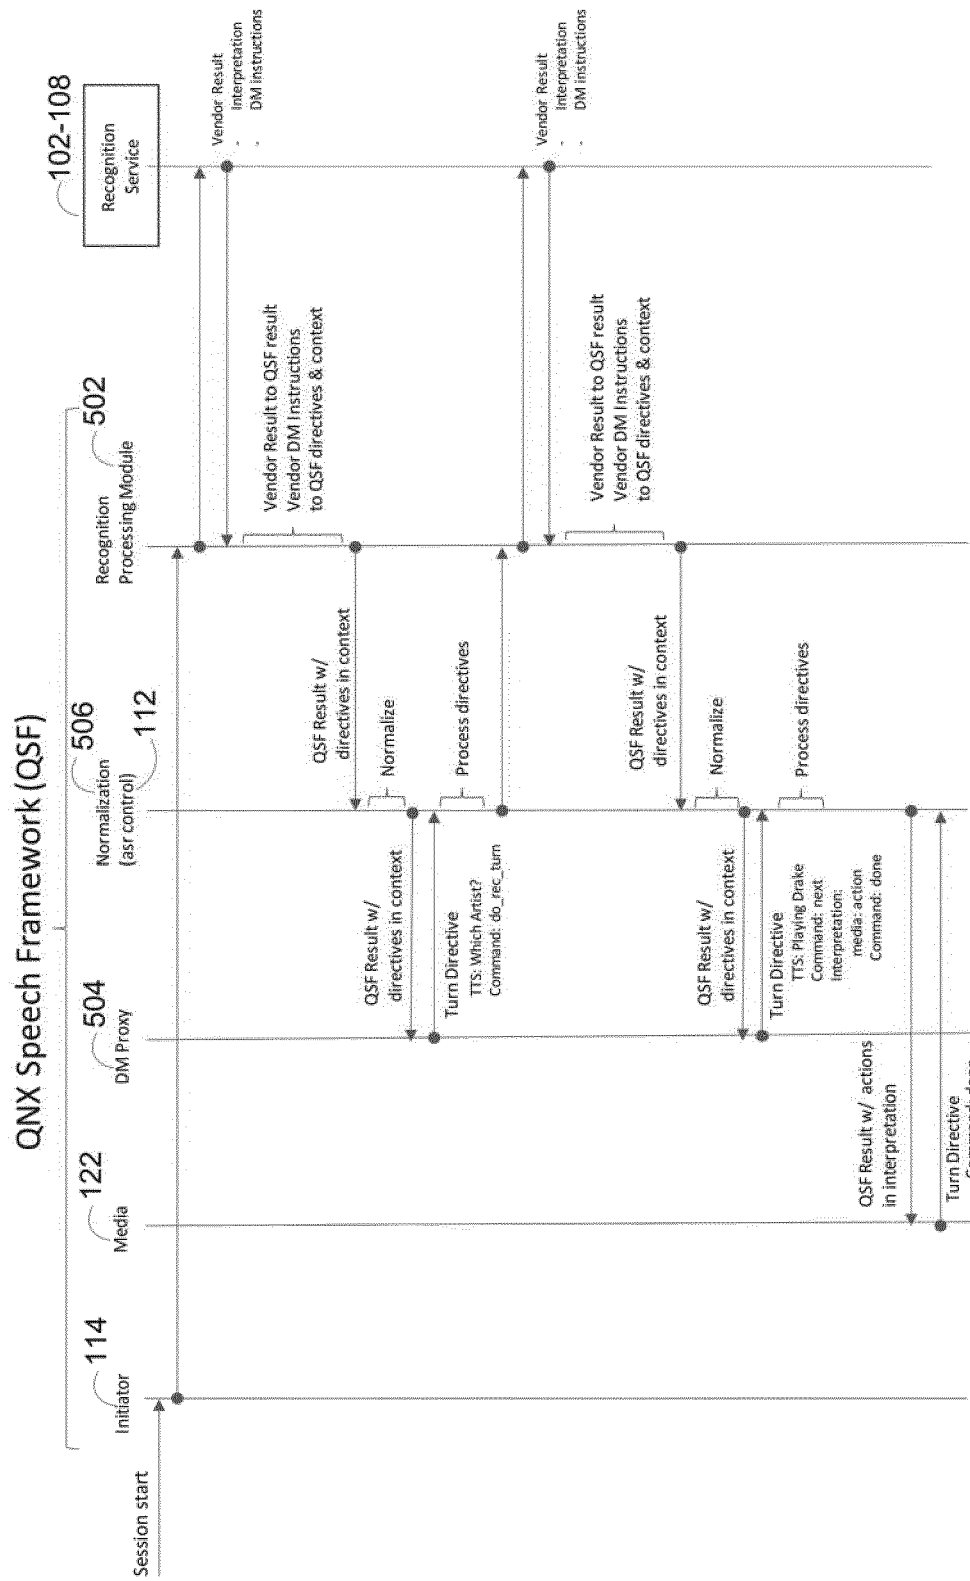 QNX Speech Framework (QSF)
114
Initiator
122
Media
504
DM Proxy
506
Normalization
(asr control)
112
Recognition
Processing Module
502
102-108
Recognition
Service
Session start
Vendor Result
- Interpretation
- DM instructions
Vendor Result to QSF result
Vendor DM Instructions
to QSF directives & context
QSF Result w/
directives in context
Normalize
QSF Result w/
directives in context
Turn Directive
TTS: Which Artist?
Command: do_rec_turn
Process directives
Vendor Result
- Interpretation
- DM instructions
Vendor Result to QSF result
Vendor DM Instructions
to QSF directives & context
QSF Result w/
directives in context
Normalize
QSF Result w/
directives in context
Turn Directive
TTS: Playing Drake
Command: next
Interpretation:
media: action
Command: done
Process directives
QSF Result w/ actions
in interpretation
Turn Directive